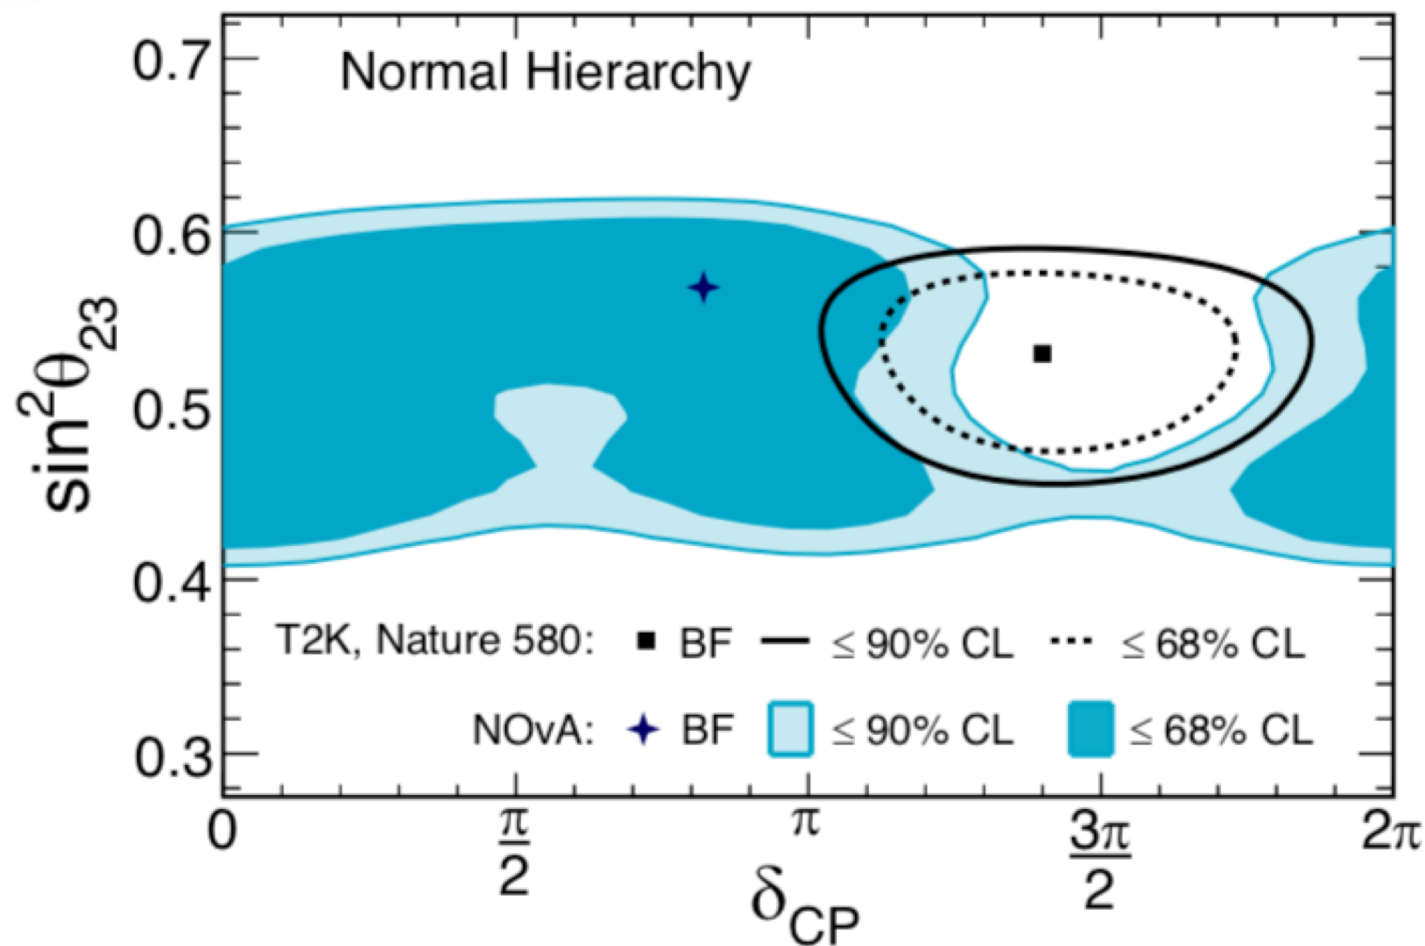 Normal Hierarchy
0.7
0.6
0.5
0.4
0.3
sin²θ₂₃
T2K, Nature 580: BF ≤ 90% CL ≤ 68% CL
NOvA: BF ≤ 90% CL ≤ 68% CL
0 π/2 π 3π/2 2π
δ_CP